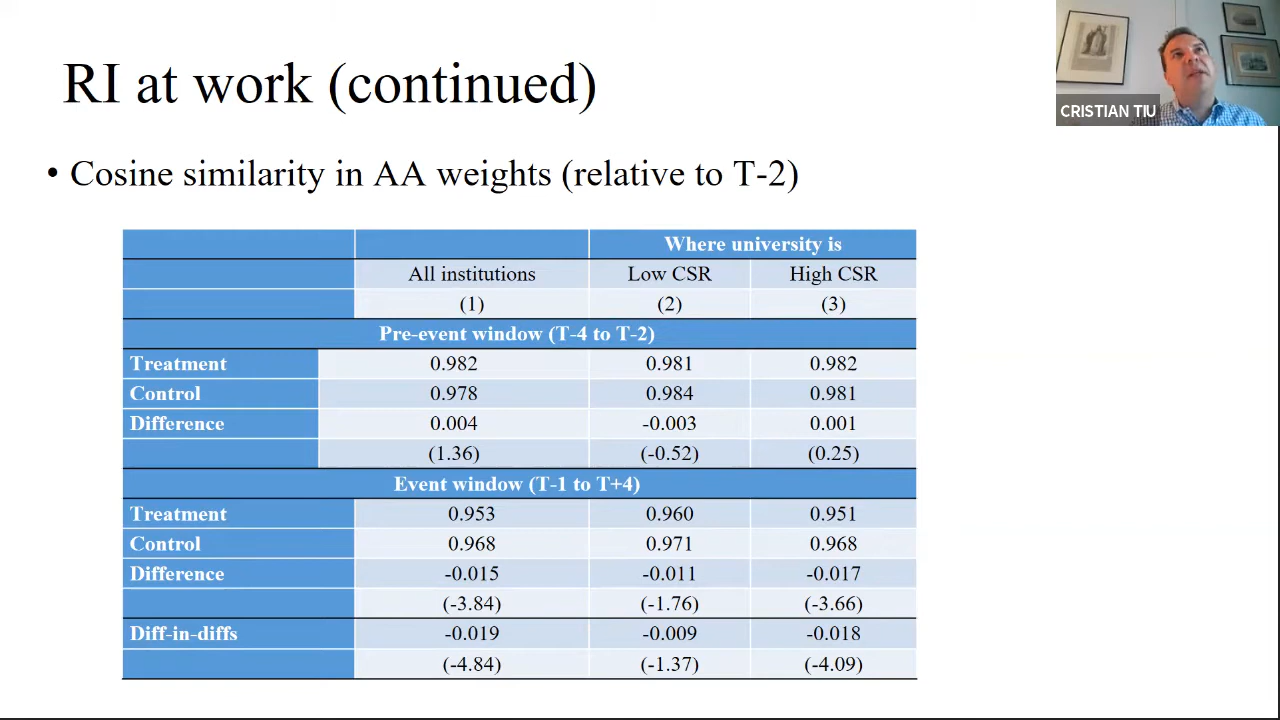 RI at work (continued)
CRISTIAN TIU
• Cosine similarity in AA weights (relative to T-2)
Where university is
All institutions Low CSR High CSR
(1) (2) (3)
Pre-event window (T-4 to T-2)
Treatment 0.982 0.981 0.982
Control 0.978 0.984 0.981
Difference 0.004 -0.003 0.001
(1.36) (-0.52) (0.25)
Event window (T-1 to T+4)
Treatment 0.953 0.960 0.951
Control 0.968 0.971 0.968
Difference -0.015 -0.011 -0.017
(-3.84) (-1.76) (-3.66)
Diff-in-diffs -0.019 -0.009 -0.018
(-4.84) (-1.37) (-4.09)